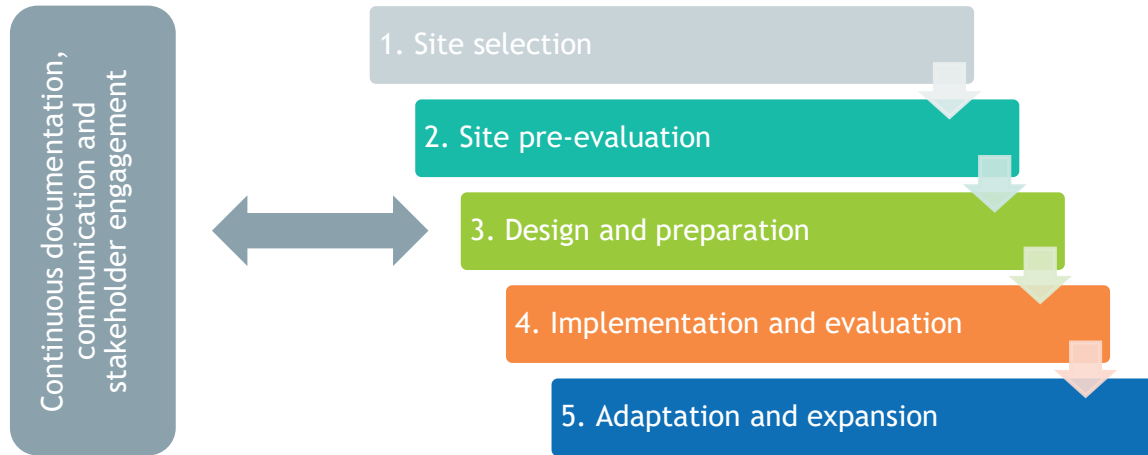 Continuous documentation,
communication and
stakeholder engagement
1. Site selection
2. Site pre-evaluation
3. Design and preparation
4. Implementation and evaluation
5. Adaptation and expansion